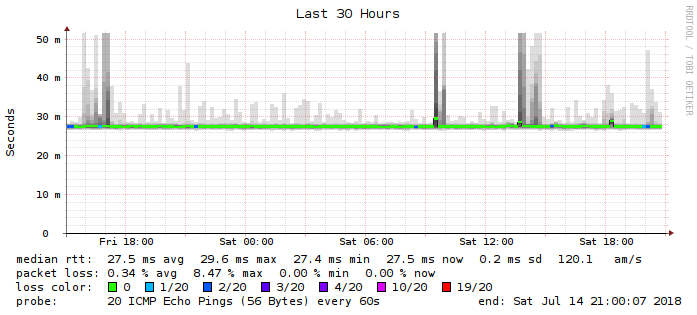 Last 30 Hours
RRDTOOL / TOBI OETIKER
Seconds
50 m
40 m
30 m
20 m
10 m
0
Fri 18:00 Sat 00:00 Sat 06:00 Sat 12:00 Sat 18:00
median rtt: 27.5 ms avg 29.6 ms max 27.4 ms min 27.5 ms now 0.2 ms sd 120.1 am/s
packet loss: 0.34 % avg 8.47 % max 0.00 % min 0.00 % now
loss color: 0 1/20 2/20 3/20 4/20 10/20 19/20
probe: 20 ICMP Echo Pings (56 Bytes) every 60s end: Sat Jul 14 21:00:07 2018